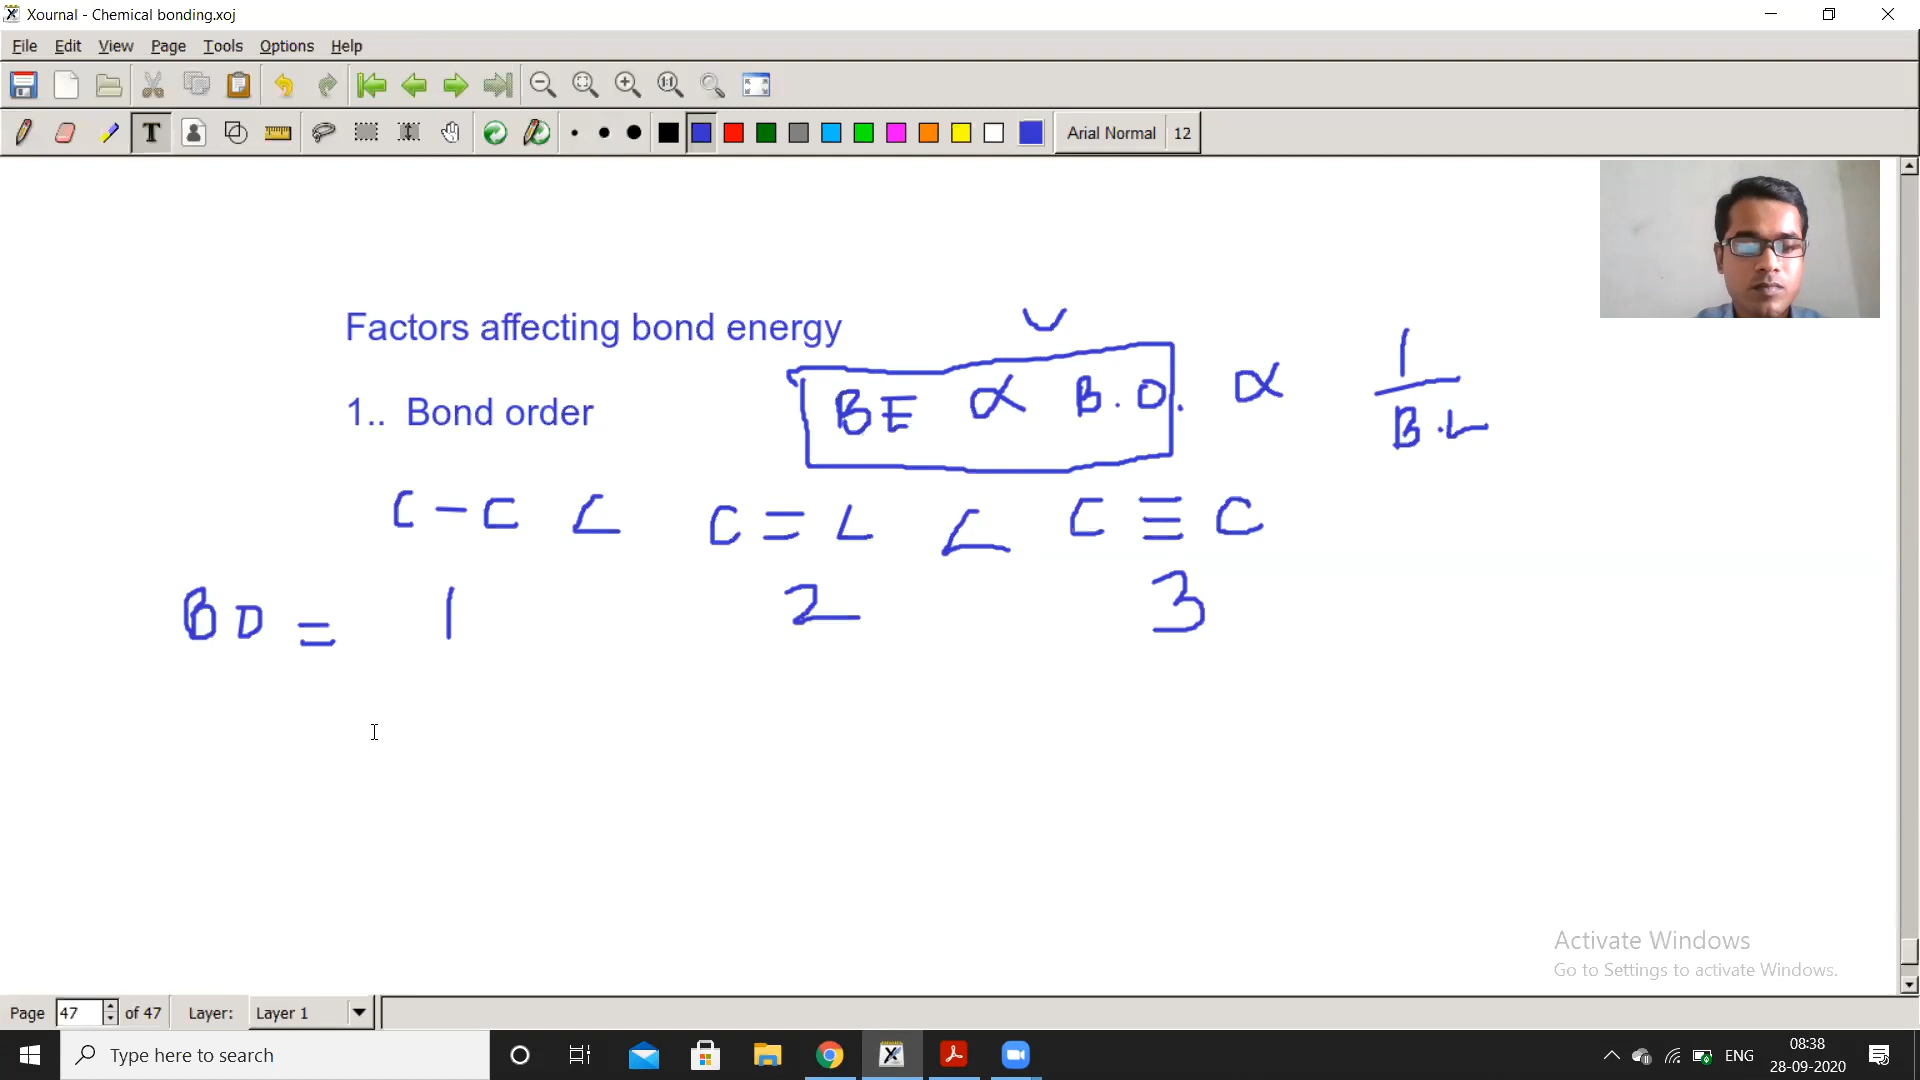 Xournal - Chemical bonding.xoj
File Edit View Page Tools Options Help
Arial Normal 12
Factors affecting bond energy
BE ∝ B.O. ∝ 1/B.L
1.. Bond order
C - C < C = C < C ≡ C
BO = 1 2 3
Activate Windows
Go to Settings to activate Windows.
Page 47 of 47 Layer: Layer 1
Type here to search
ENG
08:38
28-09-2020